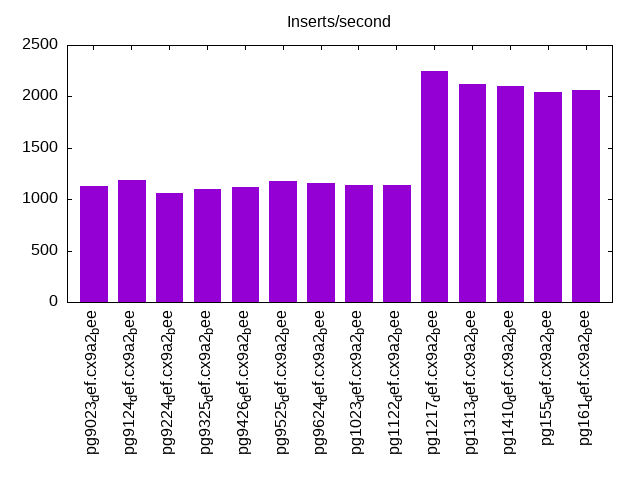 Inserts/second
2500
2000
1500
1000
500
0
pg9023def.cx9a2bee
pg9124def.cx9a2bee
pg9224def.cx9a2bee
pg9325def.cx9a2bee
pg9426def.cx9a2bee
pg9525def.cx9a2bee
pg9624def.cx9a2bee
pg1023def.cx9a2bee
pg1122def.cx9a2bee
pg1217def.cx9a2bee
pg1313def.cx9a2bee
pg1410def.cx9a2bee
pg155def.cx9a2bee
pg161def.cx9a2bee